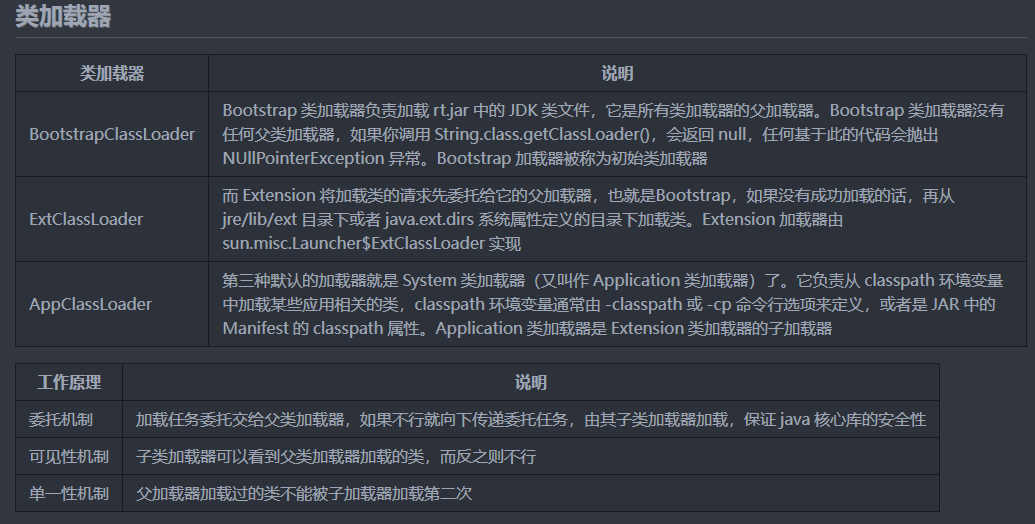 类加载器
类加载器 说明
BootstrapClassLoader
Bootstrap 类加载器负责加载 rt.jar 中的 JDK 类文件，它是所有类加载器的父加载器。Bootstrap 类加载器没有
任何父类加载器，如果你调用 String.class.getClassLoader()，会返回 null，任何基于此的代码会抛出
NUllPointerException 异常。Bootstrap 加载器被称为初始类加载器
ExtClassLoader
而 Extension 将加载类的请求先委托给它的父加载器，也就是Bootstrap，如果没有成功加载的话，再从
jre/lib/ext 目录下或者 java.ext.dirs 系统属性定义的目录下加载类。Extension 加载器由
sun.misc.Launcher$ExtClassLoader 实现
AppClassLoader
第三种默认的加载器就是 System 类加载器（又叫作 Application 类加载器）了。它负责从 classpath 环境变量
中加载某些应用相关的类，classpath 环境变量通常由 -classpath 或 -cp 命令行选项来定义，或者是 JAR 中的
Manifest 的 classpath 属性。Application 类加载器是 Extension 类加载器的子加载器
工作原理 说明
委托机制 加载任务委托交给父类加载器，如果不行就向下传递委托任务，由其子类加载器加载，保证 java 核心库的安全性
可见性机制 子类加载器可以看到父类加载器加载的类，而反之则不行
单一性机制 父加载器加载过的类不能被子加载器加载第二次